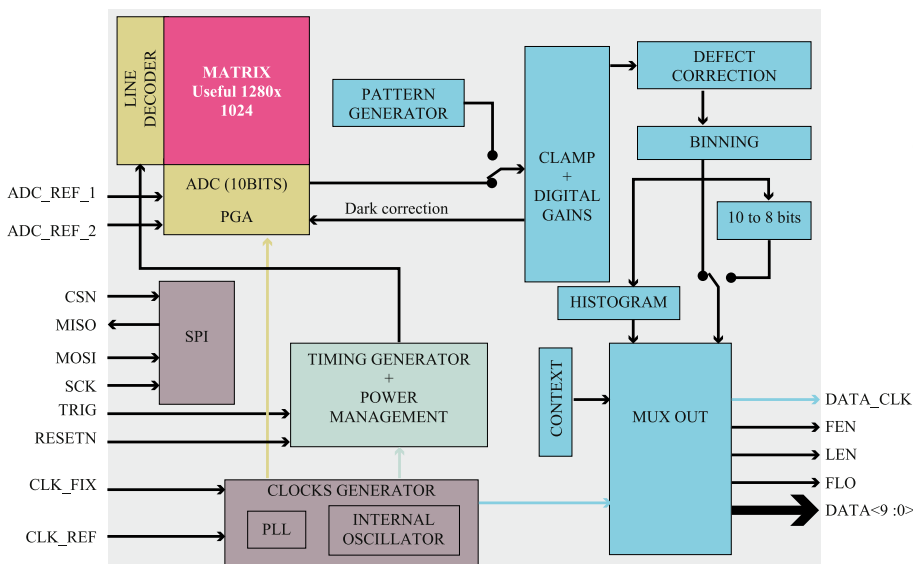 LINE
DECODER
MATRIX
Useful 1280x
1024
ADC (10BITS)
PGA
ADC_REF_1
ADC_REF_2
PATTERN
GENERATOR
Dark correction
CLAMP
+
DIGITAL
GAINS
DEFECT
CORRECTION
BINNING
10 to 8 bits
HISTOGRAM
CSN
MISO
MOSI
SCK
SPI
TRIG
RESETN
TIMING GENERATOR
+
POWER
MANAGEMENT
CONTEXT
MUX OUT
DATA_CLK
FEN
LEN
FLO
DATA<9 :0>
CLK_FIX
CLK_REF
CLOCKS GENERATOR
PLL
INTERNAL
OSCILLATOR